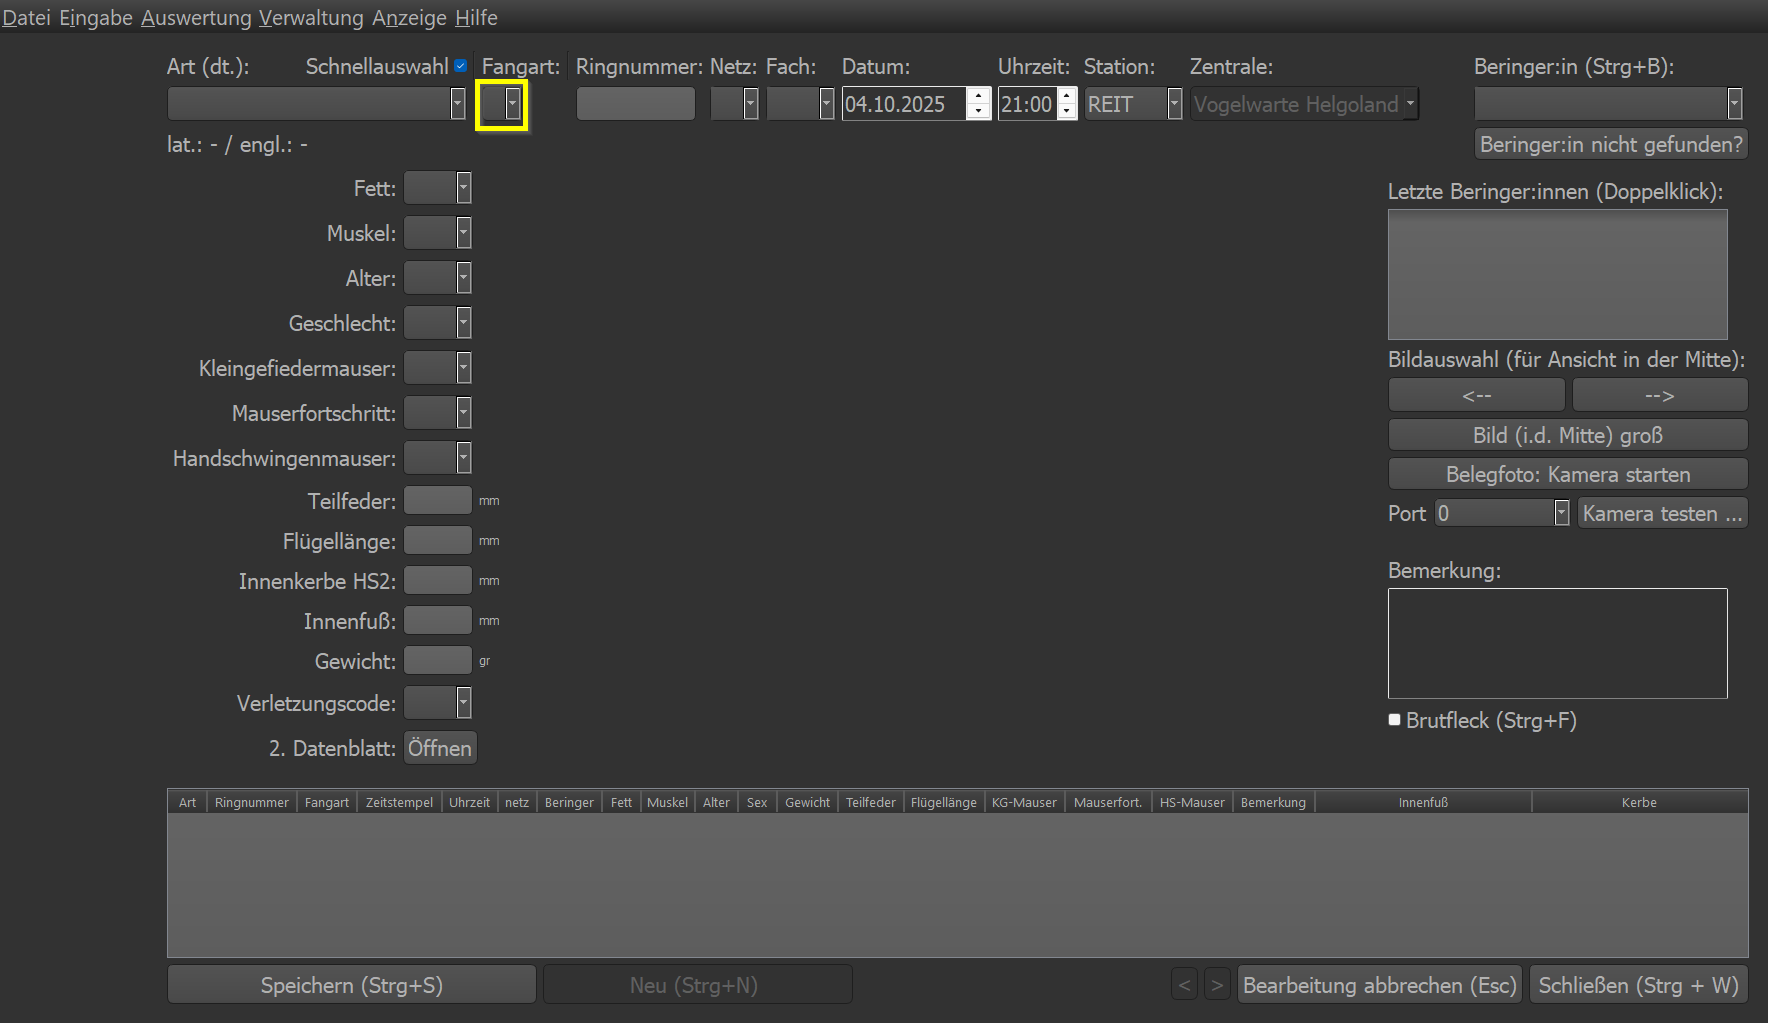 Datei Eingabe Auswertung Verwaltung Anzeige Hilfe
Art (dt.): Schnellauswahl Fangart: Ringnummer: Netz: Fach: Datum: Uhrzeit: Station: Zentrale: Beringer:in (Strg+B):
04.10.2025 21:00 REIT Vogelwarte Helgoland
lat.: - / engl.: - Beringer:in nicht gefunden?
Fett:
Muskel:
Alter:
Geschlecht:
Kleingefiedermauser:
Mauserfortschritt:
Handschwingenmauser:
Teilfeder: mm
Flügellänge: mm
Innenkerbe HS2: mm
Innenfuß: mm
Gewicht: gr
Verletzungscode:
2. Datenblatt: Öffnen
Letzte Beringer:innen (Doppelklick):
Bildauswahl (für Ansicht in der Mitte):
<-- -->
Bild (i.d. Mitte) groß
Belegfoto: Kamera starten
Port 0 Kamera testen ...
Bemerkung:
Brutfleck (Strg+F)
Art Ringnummer Fangart Zeitstempel Uhrzeit netz Beringer Fett Muskel Alter Sex Gewicht Teilfeder Flügellänge KG-Mauser Mauserfort. HS-Mauser Bemerkung Innenfuß Kerbe
Speichern (Strg+S) Neu (Strg+N) < > Bearbeitung abbrechen (Esc) Schließen (Strg + W)